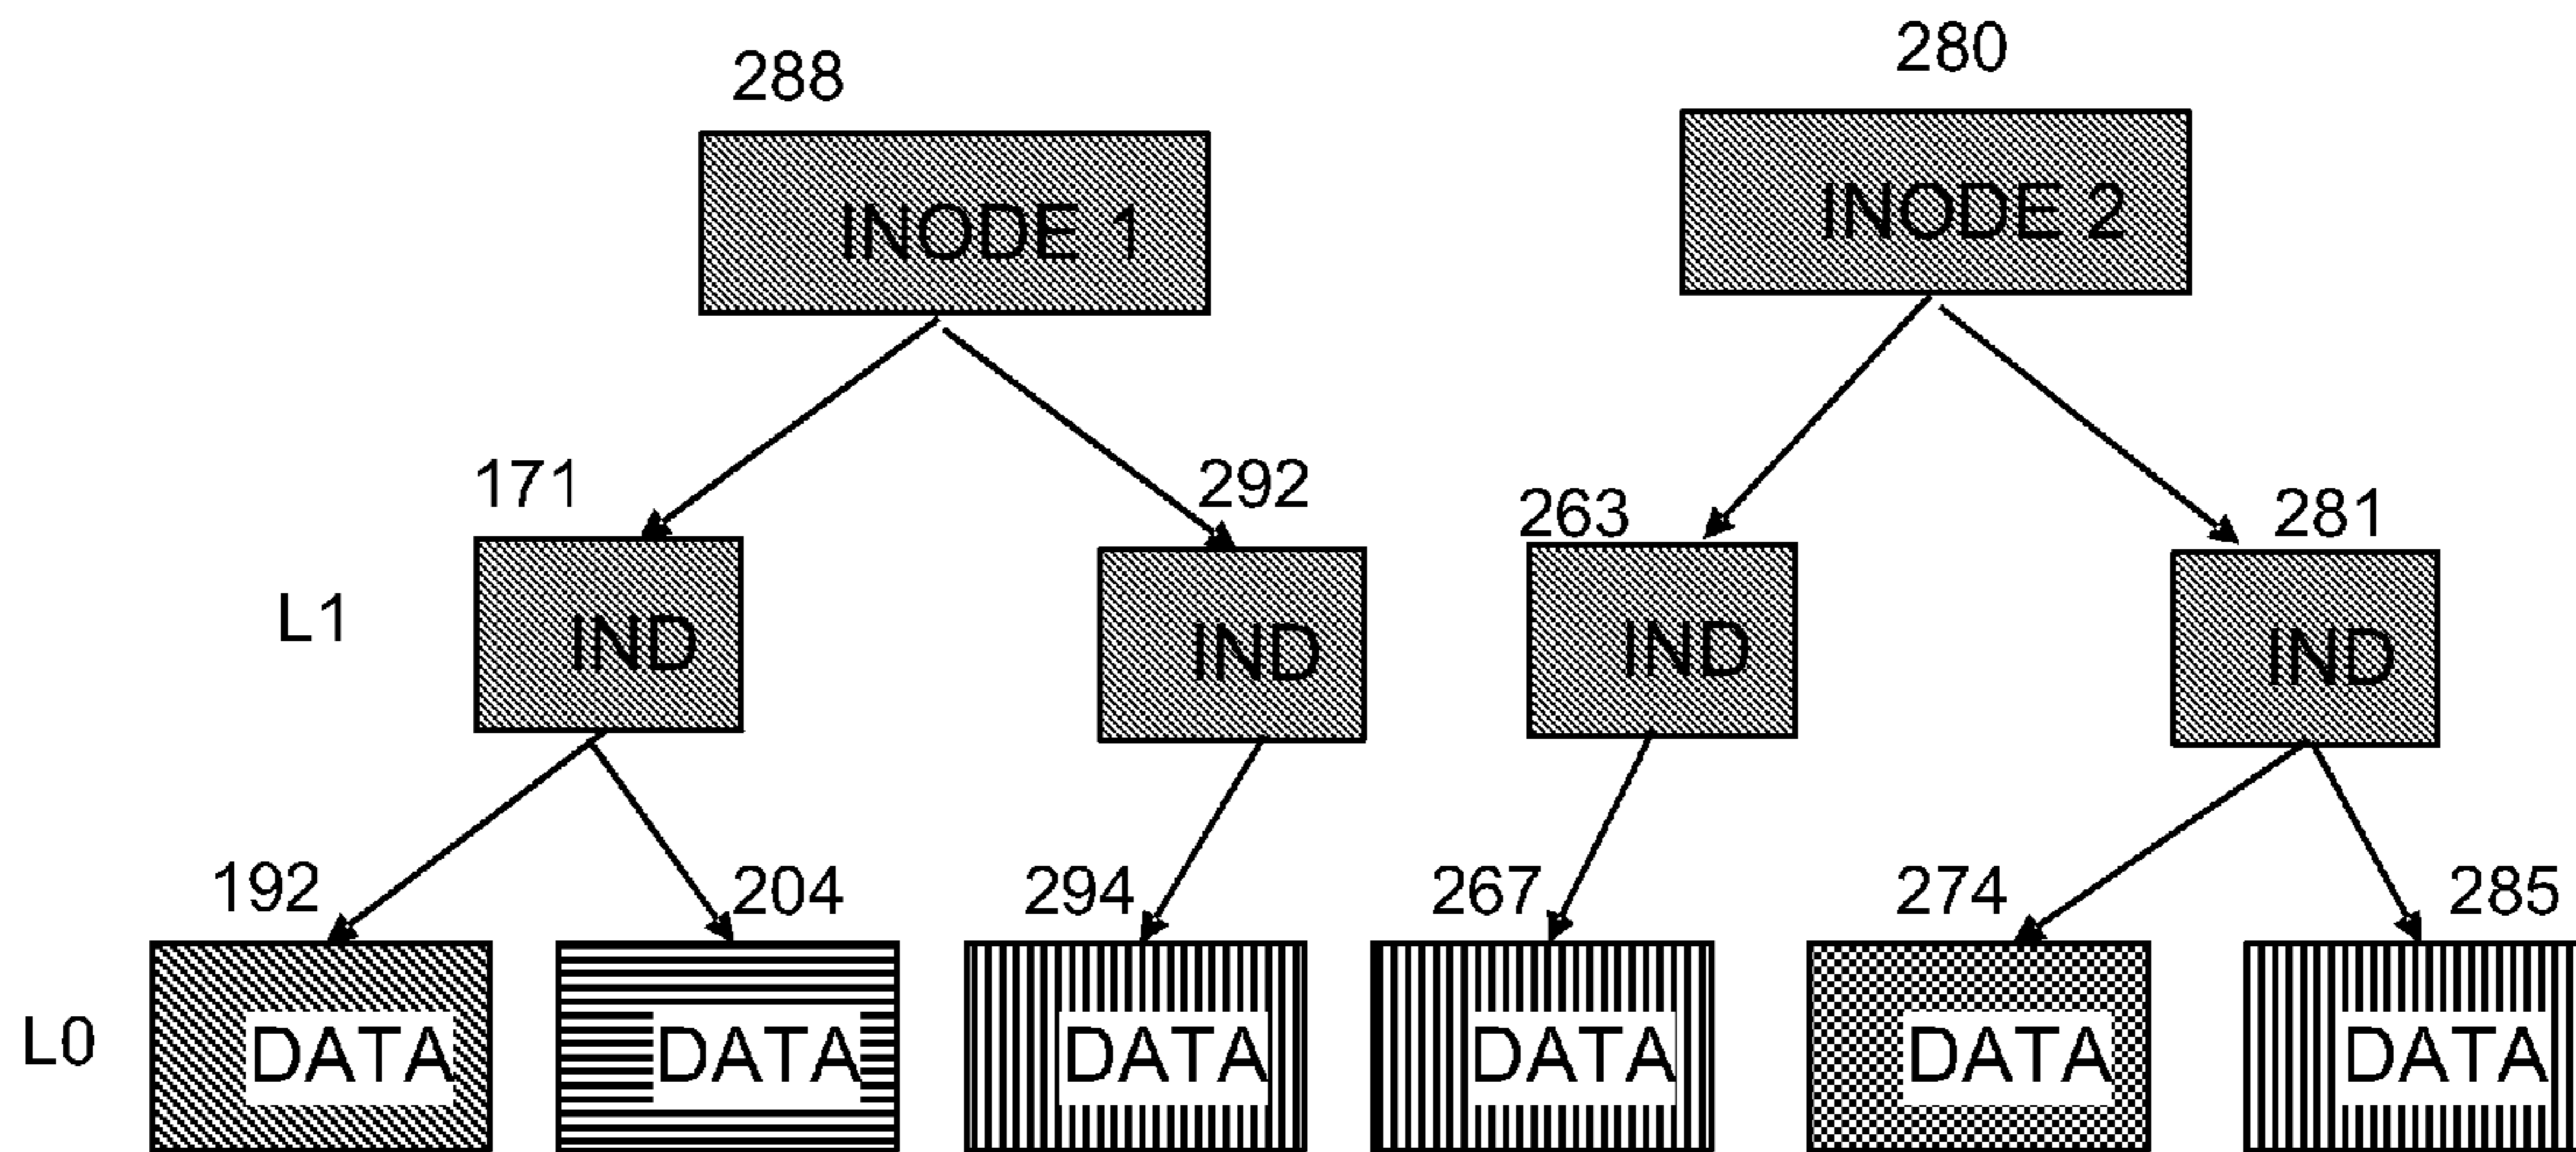 288
280
INODE 1
INODE 2
171
292
263
281
L1
IND
IND
IND
IND
192
204
294
267
274
285
L0
DATA
DATA
DATA
DATA
DATA
DATA